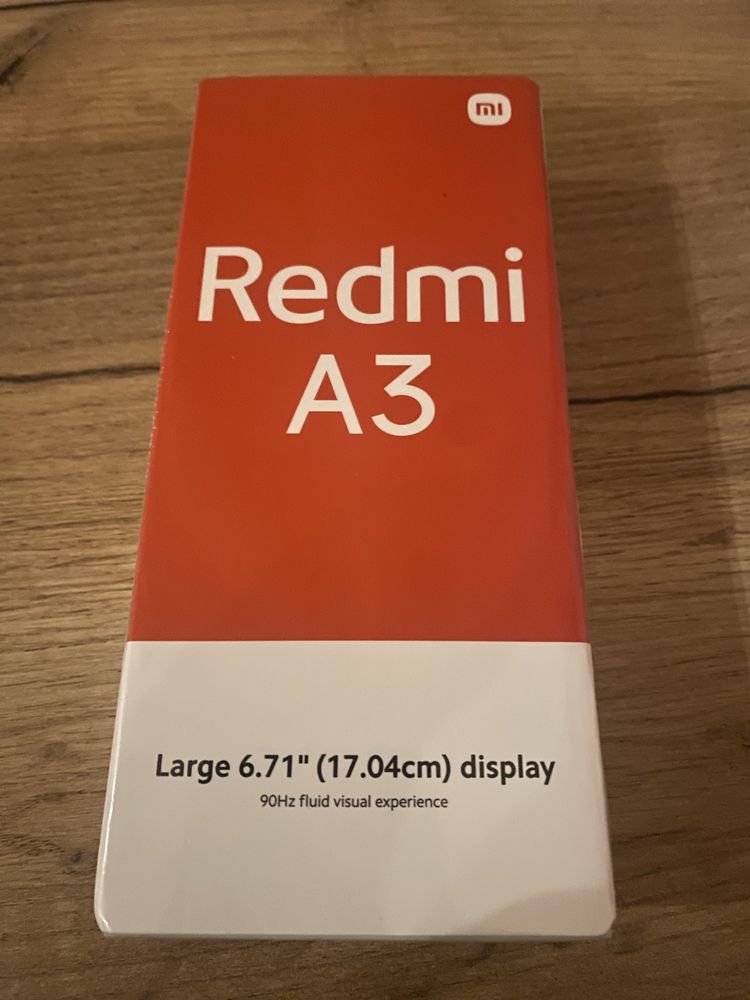 mi
Redmi
A3
Large 6.71" (17.04cm) display
90Hz fluid visual experience